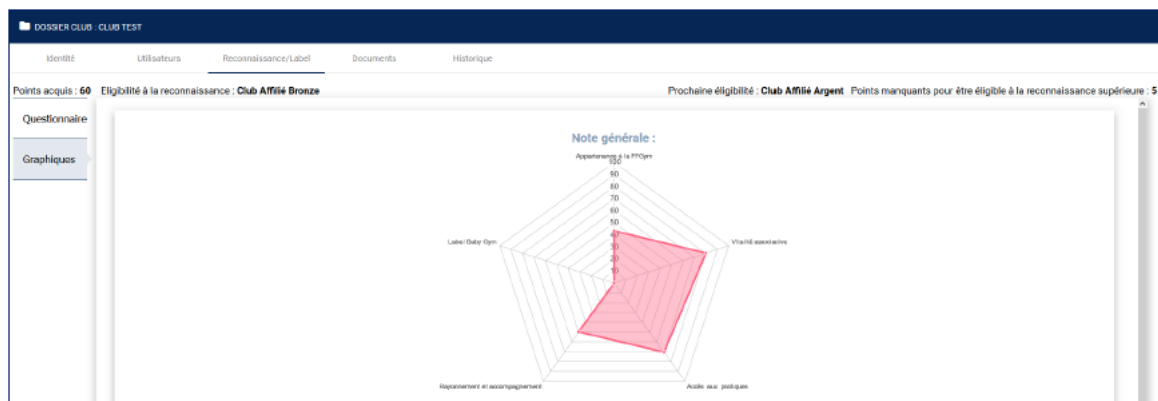 DOSSIER CLUB : CLUB TEST
Identité Utilisateurs Reconnaissance/Label Documents Historique
Points acquis : 60 Eligibilité à la reconnaissance : Club Affilié Bronze Prochaine éligibilité : Club Affilié Argent Points manquants pour être éligible à la reconnaissance supérieure : 5
Questionnaire
Graphiques
Note générale :
Appartenance à la FFGym
100
90
80
70
60
50
40
30
20
10
Label Baby Gym
Vitalité associative
Rayonnement et accompagnement
Accès aux pratiques